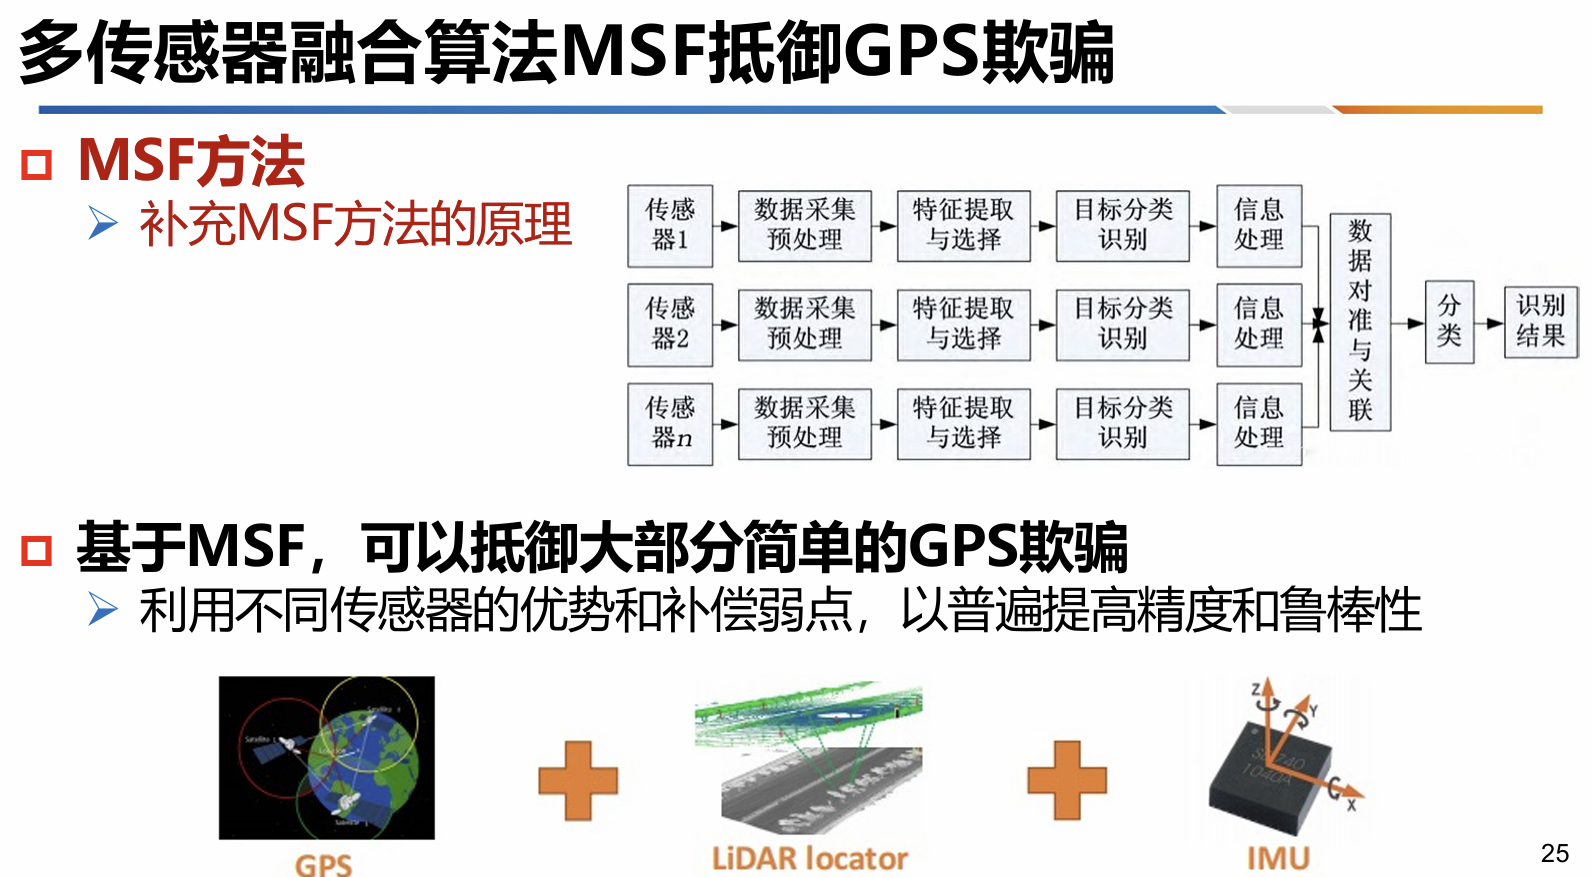 多传感器融合算法MSF抵御GPS欺骗
MSF方法
补充MSF方法的原理
传感
器1
数据采集
预处理
特征提取
与选择
目标分类
识别
信息
处理
传感
器2
数据采集
预处理
特征提取
与选择
目标分类
识别
信息
处理
传感
器n
数据采集
预处理
特征提取
与选择
目标分类
识别
信息
处理
数
据
对
准
与
关
联
分
类
识别
结果
基于MSF，可以抵御大部分简单的GPS欺骗
利用不同传感器的优势和补偿弱点，以普遍提高精度和鲁棒性
GPS
LiDAR locator
Z
Y
X
1040A
IMU
25